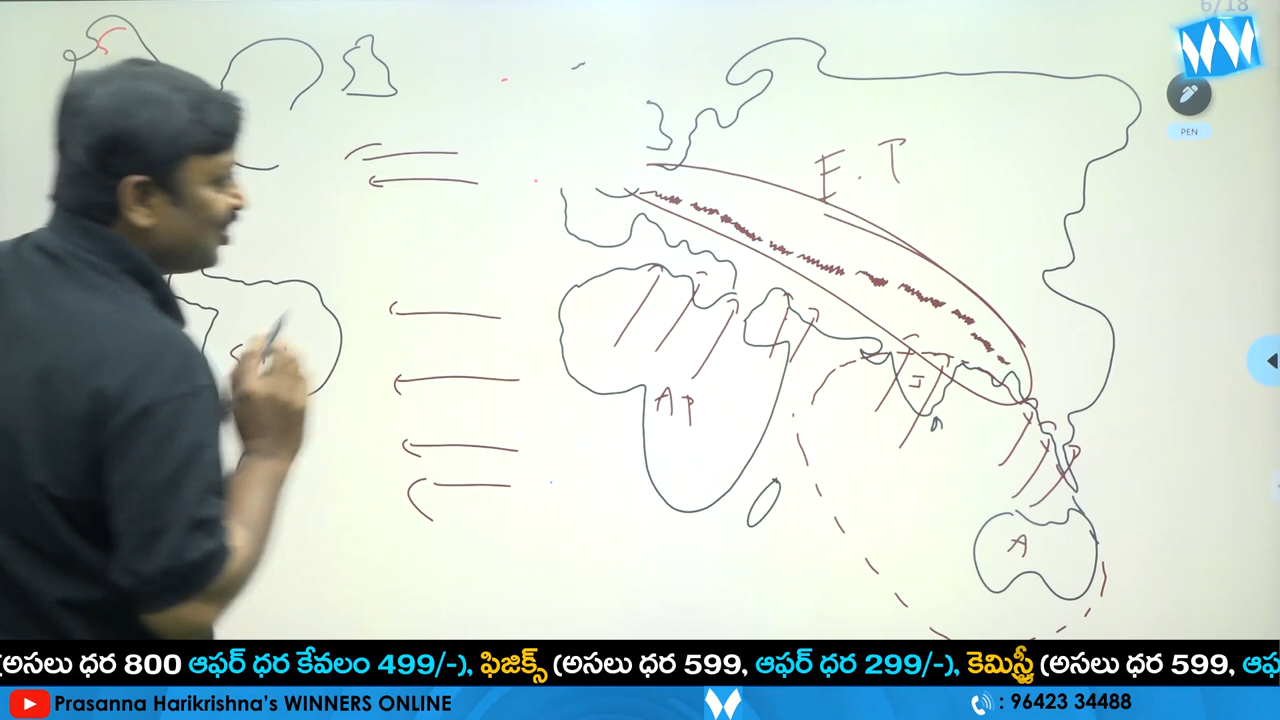 6/18
W
PEN
E.T
AP
I
A
(అసలు ధర 800 ఆఫర్ ధర కేవలం 499/-), ఫిజిక్స్ (అసలు ధర 599, ఆఫర్ ధర 299/-), కెమిస్ట్రీ (అసలు ధర 599, ఆఫ
Prasanna Harikrishna's WINNERS ONLINE
: 96423 34488